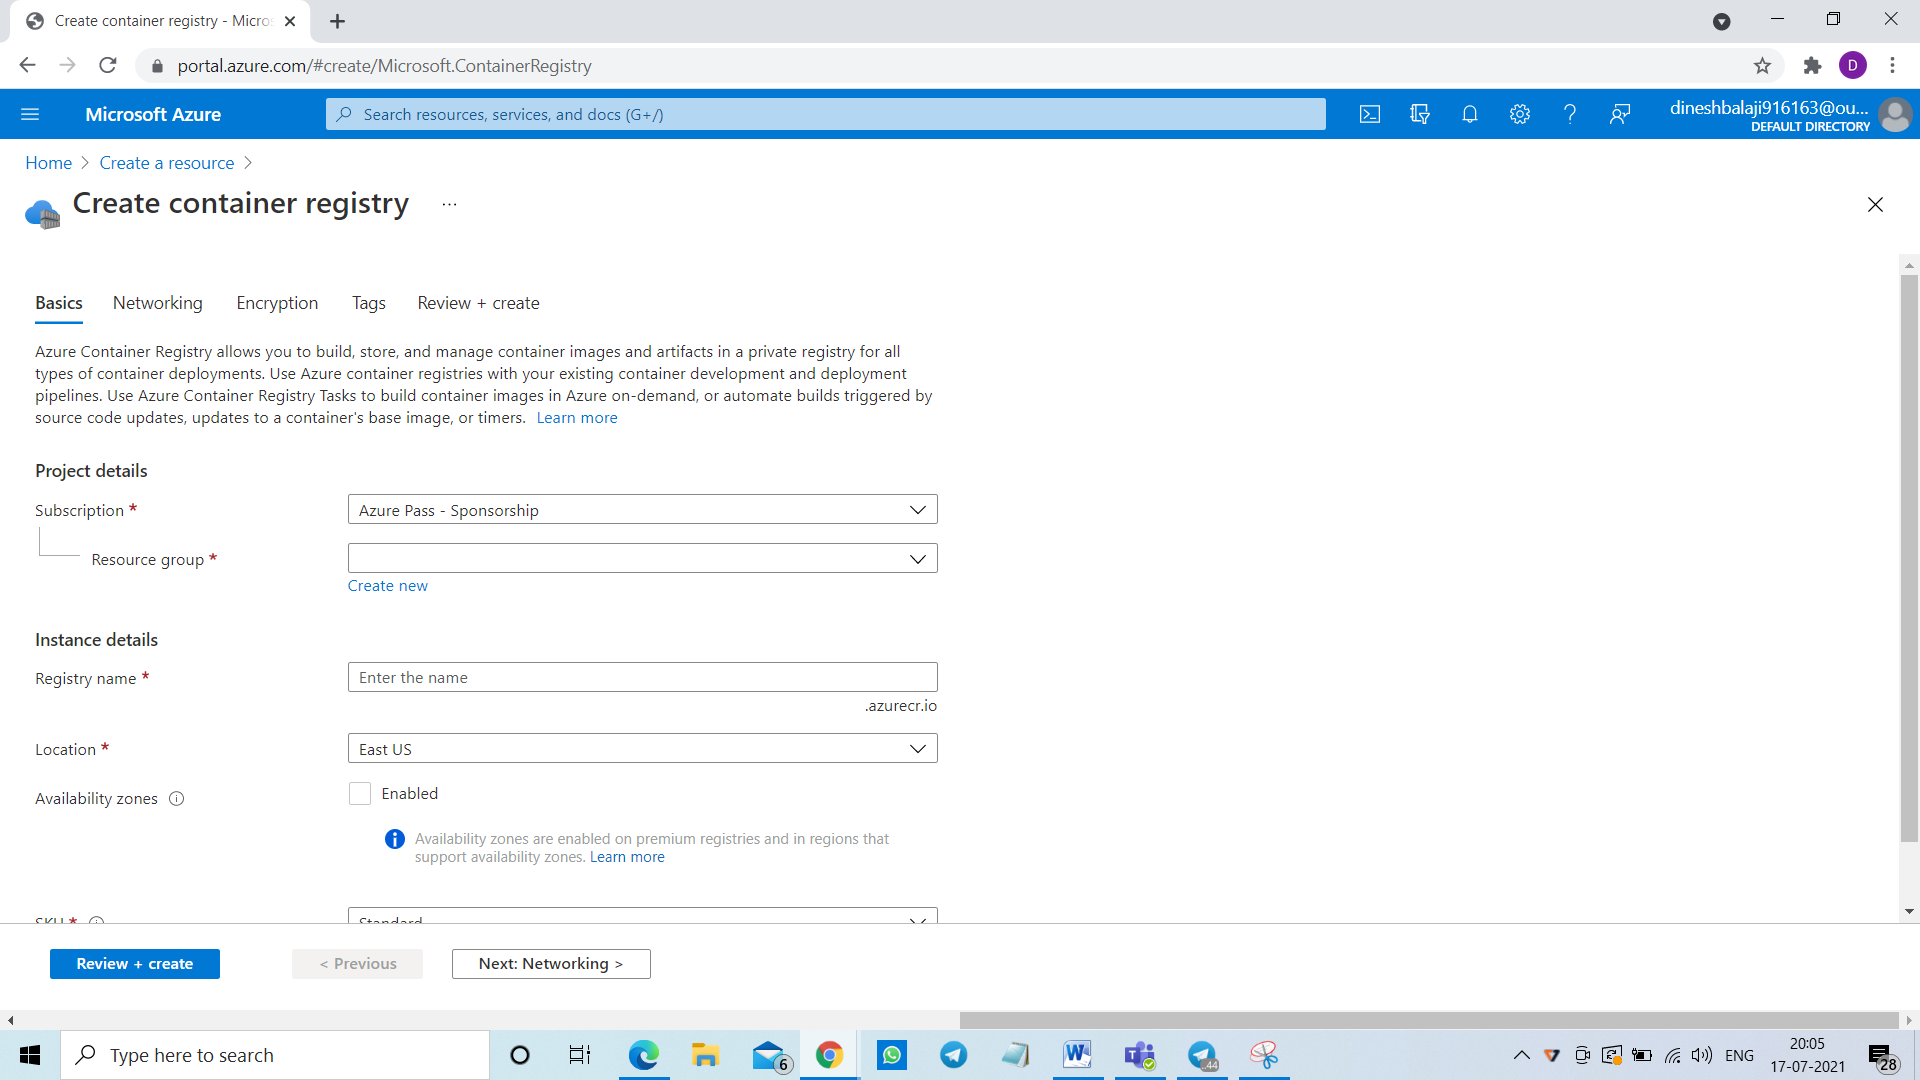 Create container registry - Micro
portal.azure.com/#create/Microsoft.ContainerRegistry
D
Microsoft Azure
Search resources, services, and docs (G+/)
dineshbalaji916163@ou...
DEFAULT DIRECTORY
Home > Create a resource >
Create container registry ...
Basics Networking Encryption Tags Review + create
Azure Container Registry allows you to build, store, and manage container images and artifacts in a private registry for all
types of container deployments. Use Azure container registries with your existing container development and deployment
pipelines. Use Azure Container Registry Tasks to build container images in Azure on-demand, or automate builds triggered by
source code updates, updates to a container's base image, or timers. Learn more
Project details
Subscription * Azure Pass - Sponsorship
Resource group *
Create new
Instance details
Registry name * Enter the name
.azurecr.io
Location * East US
Availability zones Enabled
Availability zones are enabled on premium registries and in regions that
support availability zones. Learn more
SKU * Standard
Review + create < Previous Next: Networking >
Type here to search
6
44
ENG
20:05
17-07-2021
28